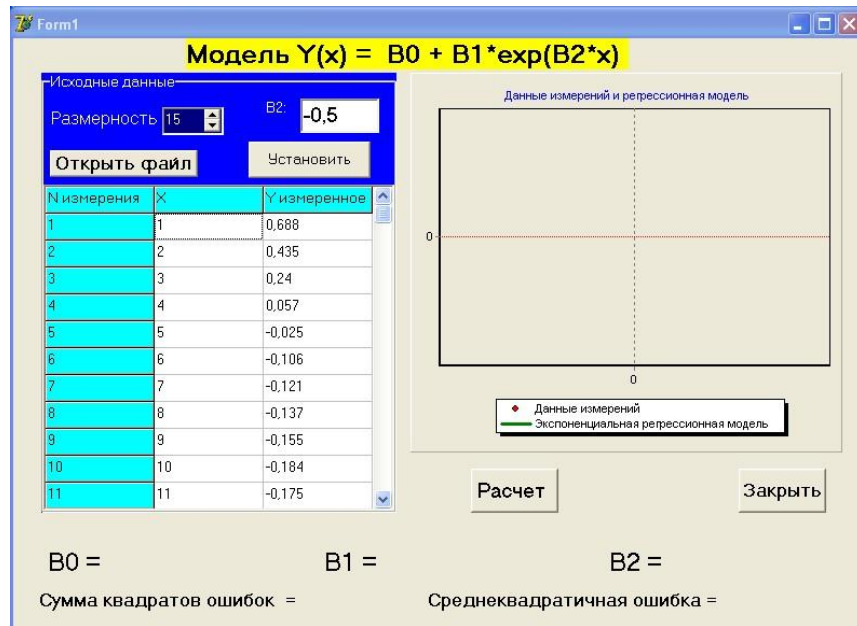 Form1
Модель Y(x) = B0 + B1*exp(B2*x)
Исходные данные
Размерность 15
B2: -0,5
Открыть файл
Установить
N измерения X Y измеренное
1 1 0,688
2 2 0,435
3 3 0,24
4 4 0,057
5 5 -0,025
6 6 -0,106
7 7 -0,121
8 8 -0,137
9 9 -0,155
10 10 -0,184
11 11 -0,175
Данные измерений и регрессионная модель
0
0
Данные измерений
Экспоненциальная регрессионная модель
Расчет
Закрыть
B0 =
B1 =
B2 =
Сумма квадратов ошибок =
Среднеквадратичная ошибка =